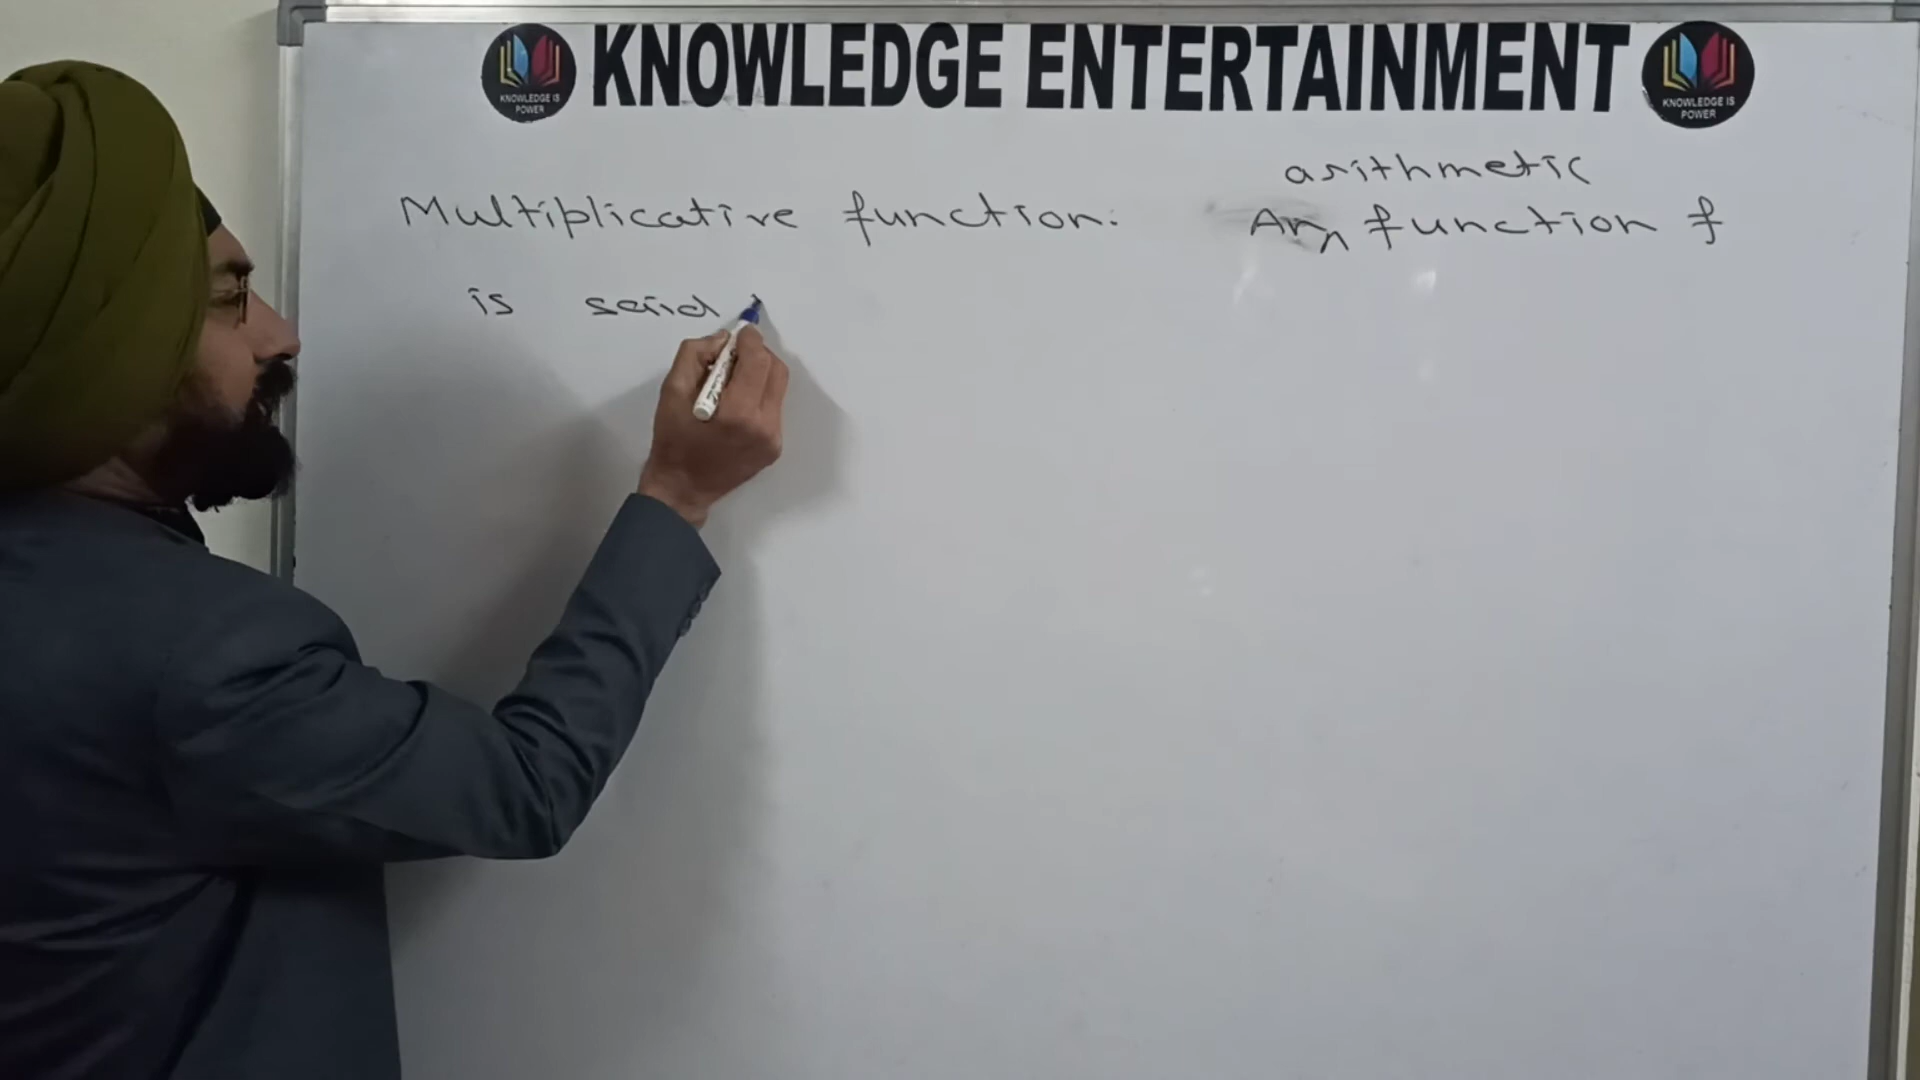 KNOWLEDGE ENTERTAINMENT
KNOWLEDGE IS
POWER
KNOWLEDGE IS
POWER
arithmetic
Multiplicative function: An ^ function f
is said